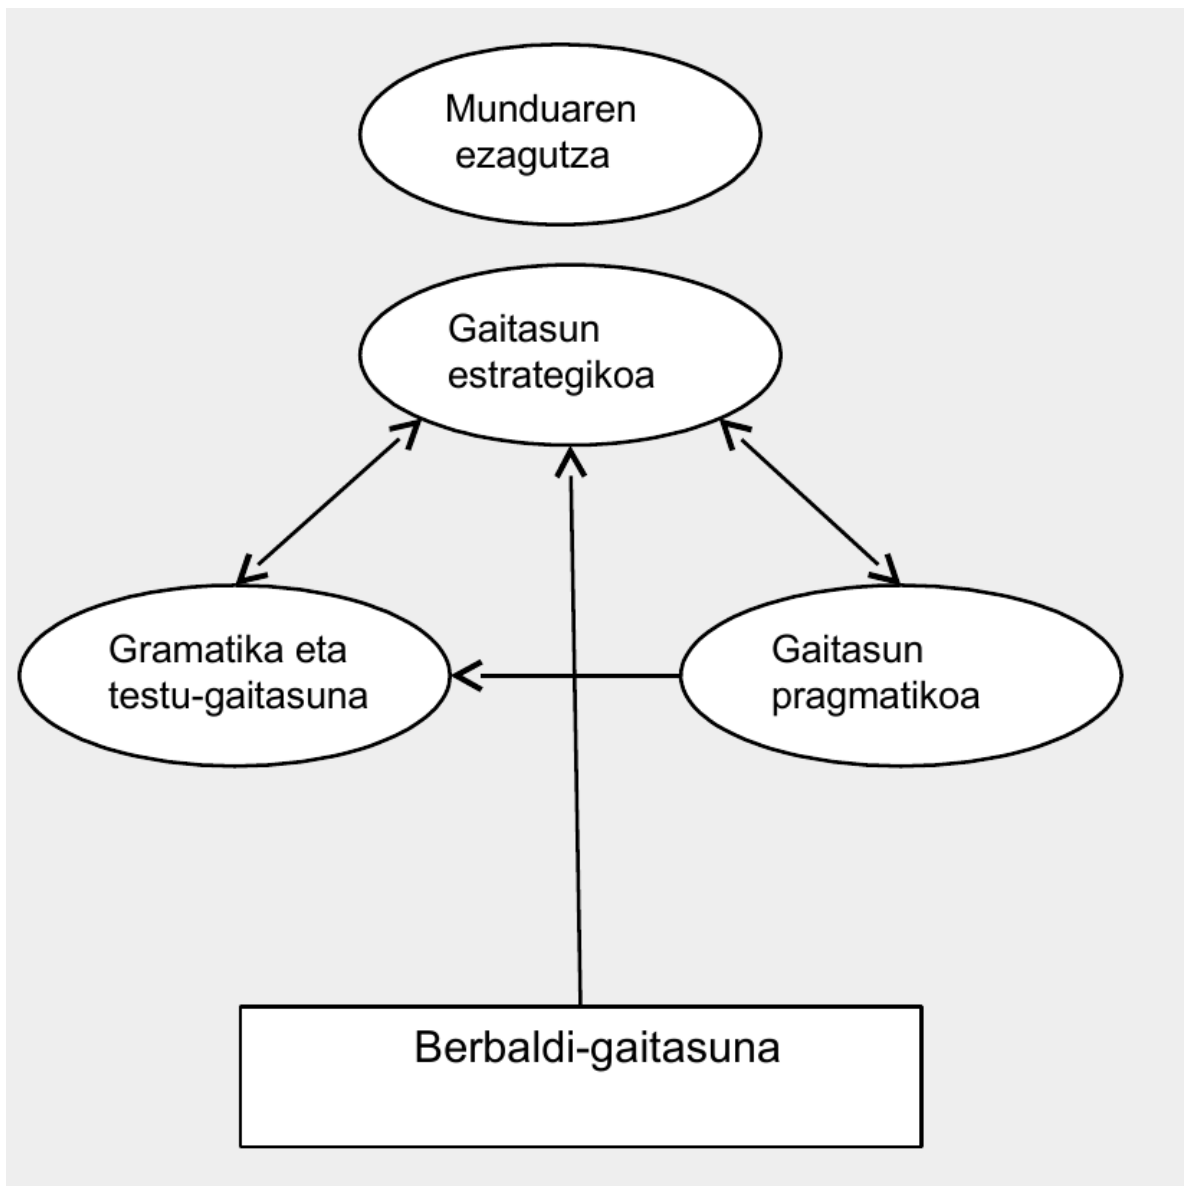 Munduaren
ezagutza
Gaitasun
estrategikoa
Gramatika eta
testu-gaitasuna
Gaitasun
pragmatikoa
Berbaldi-gaitasuna